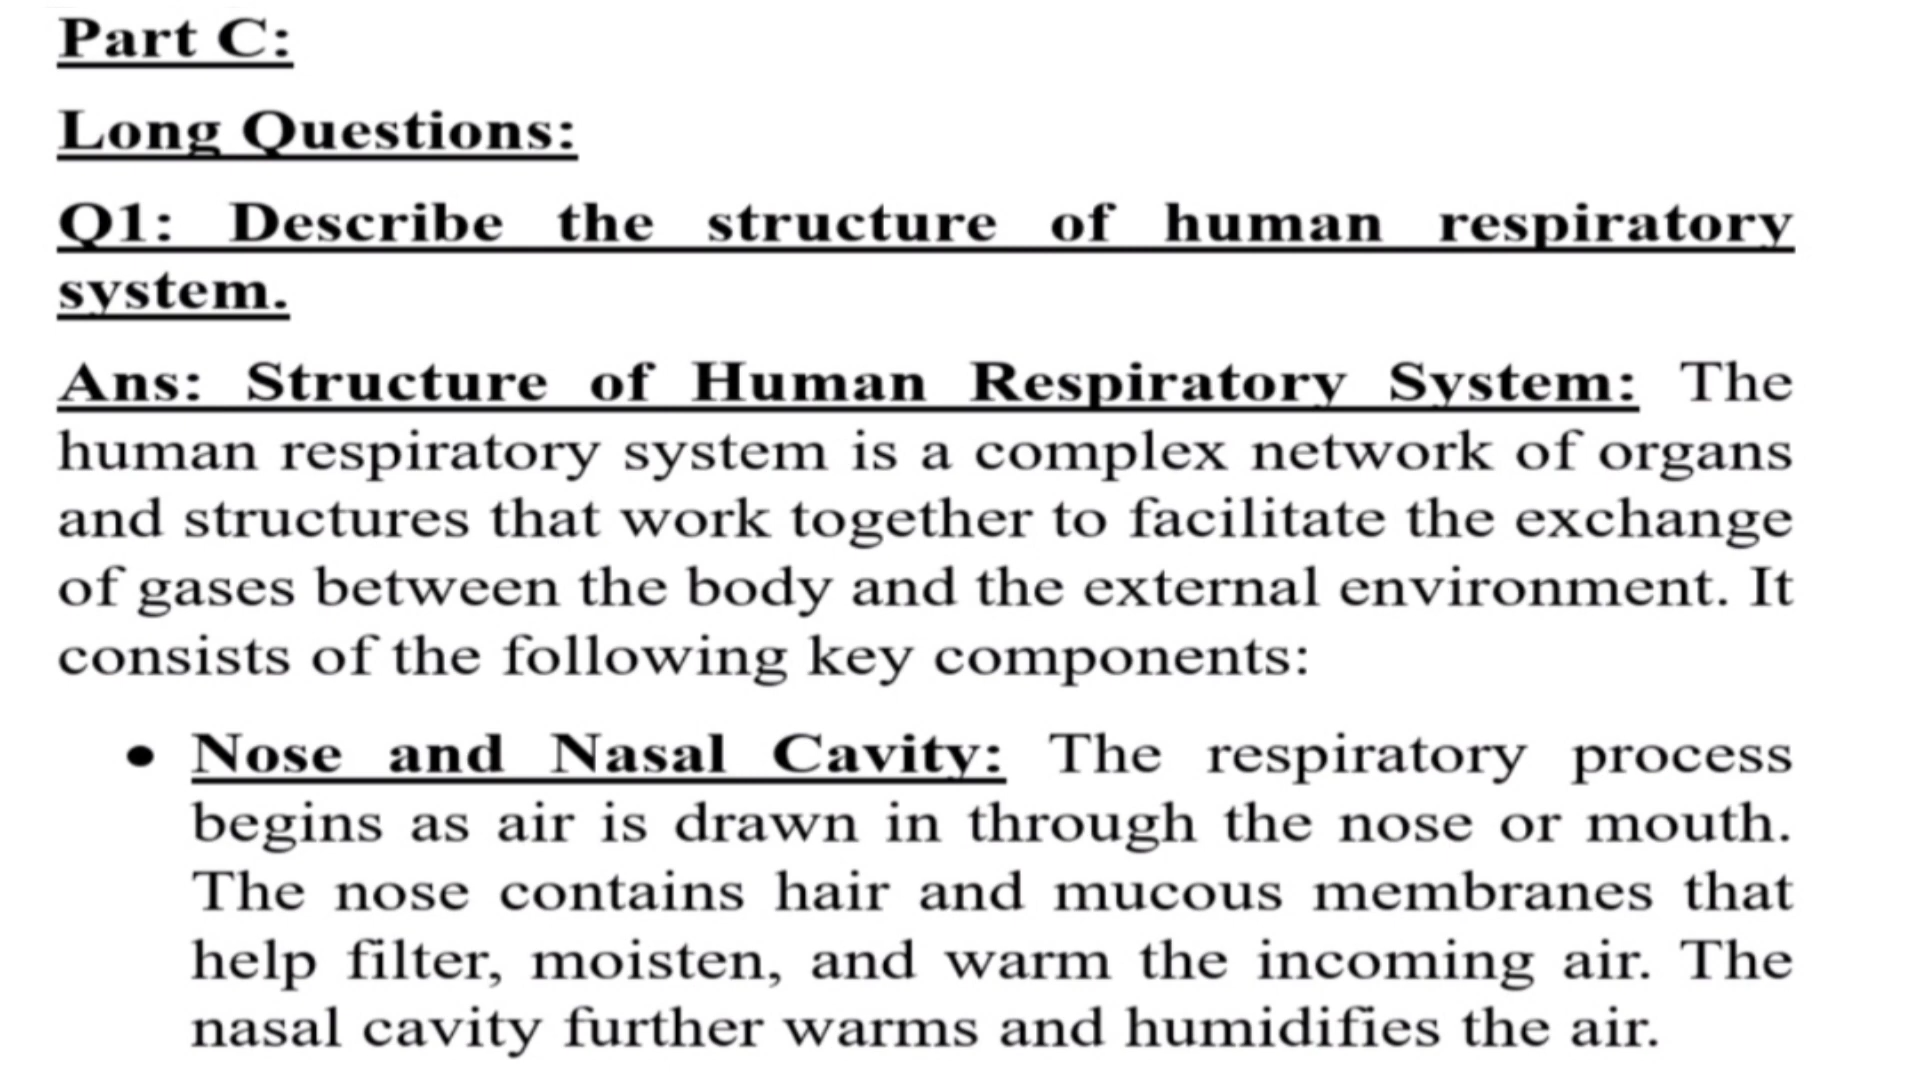 Part C:
Long Questions:
Q1: Describe the structure of human respiratory
system.
Ans: Structure of Human Respiratory System: The
human respiratory system is a complex network of organs
and structures that work together to facilitate the exchange
of gases between the body and the external environment. It
consists of the following key components:
• Nose and Nasal Cavity: The respiratory process
begins as air is drawn in through the nose or mouth.
The nose contains hair and mucous membranes that
help filter, moisten, and warm the incoming air. The
nasal cavity further warms and humidifies the air.